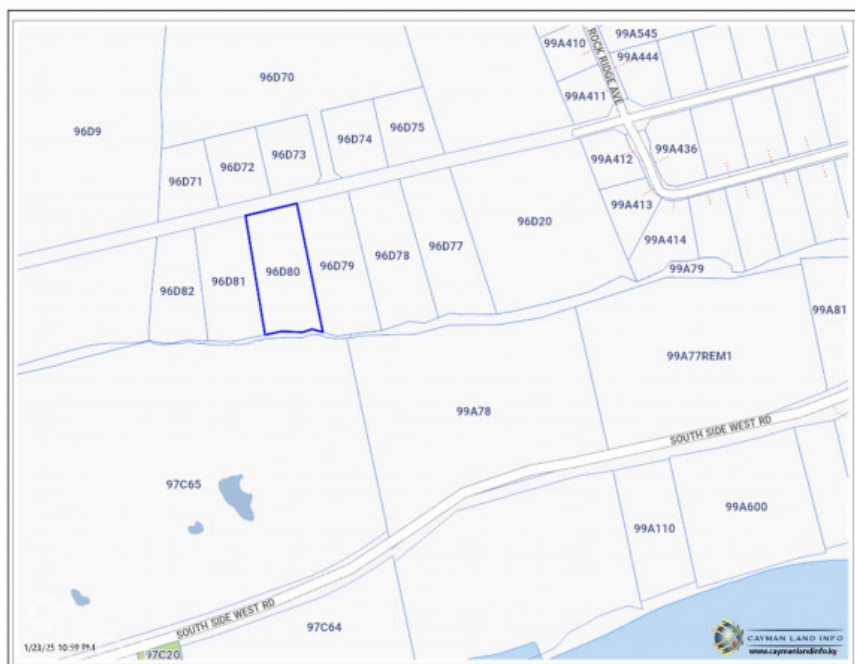 99A545
99A410
99A444
ROCK RIDGE AVE
96D70
99A411
96D9
96D74
96D75
96D73
96D72
96D71
99A412
99A436
99A413
96D20
96D77
96D78
96D79
96D80
96D81
96D82
99A414
99A79
99A81
99A77REM1
99A78
SOUTH SIDE WEST RD
97C65
99A600
99A110
SOUTH SIDE WEST RD
97C64
97C20
1/23/25 10:59 PM
CAYMAN LAND INFO
www.caymanlandinfo.ky